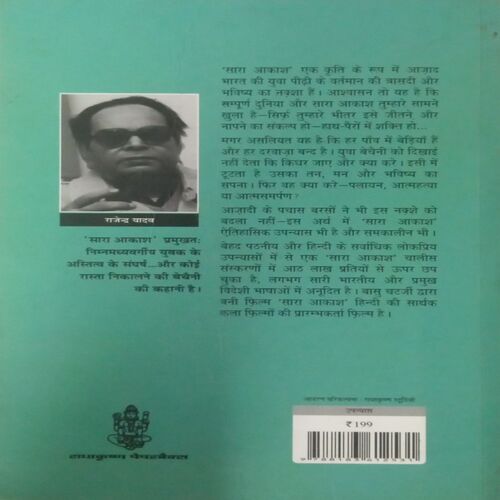 'सारा आकाश' एक कृति के रूप में आज़ाद
भारत की युवा पीढ़ी के वर्तमान की त्रासदी और
भविष्य का नक़्शा है। आश्वासन तो यह है कि
सम्पूर्ण दुनिया और सारा आकाश तुम्हारे सामने
खुला है—सिर्फ़ तुम्हारे भीतर इसे जीतने और
नापने का संकल्प हो—हाथ-पैरों में शक्ति हो...
मगर असलियत यह है कि हर पाँव में बेड़ियाँ हैं
और हर दरवाज़ा बन्द है। युवा बेचैनी को दिखाई
नहीं देता कि किधर जाए और क्या करे। इसी में
टूटता है उसका तन, मन और भविष्य का
सपना। फिर वह क्या करे—पलायन, आत्महत्या
या आत्मसमर्पण ?
आज़ादी के पचास बरसों ने भी इस नक्शे को
बदला नहीं—इस अर्थ में 'सारा आकाश'
ऐतिहासिक उपन्यास भी है और समकालीन भी।
बेहद पठनीय और हिन्दी के सर्वाधिक लोकप्रिय
उपन्यासों में से एक 'सारा आकाश' चालीस
संस्करणों में आठ लाख प्रतियों से ऊपर छप
चुका है, लगभग सारी भारतीय और प्रमुख
विदेशी भाषाओं में अनूदित है। बासु चटर्जी द्वारा
बनी फ़िल्म 'सारा आकाश' हिन्दी की सार्थक
कला फिल्मों की प्रारम्भकर्ता फ़िल्म है।
राजेन्द्र यादव
'सारा आकाश' प्रमुखतः
निम्नमध्यवर्गीय युवक के
अस्तित्व के संघर्ष...और कोई
रास्ता निकालने की बेचैनी
की कहानी है।
राधाकृष्ण पेपरबैक्स
आवरण परिकल्पना : राधाकृष्ण स्टूडियो
उपन्यास
₹199
9788183612531